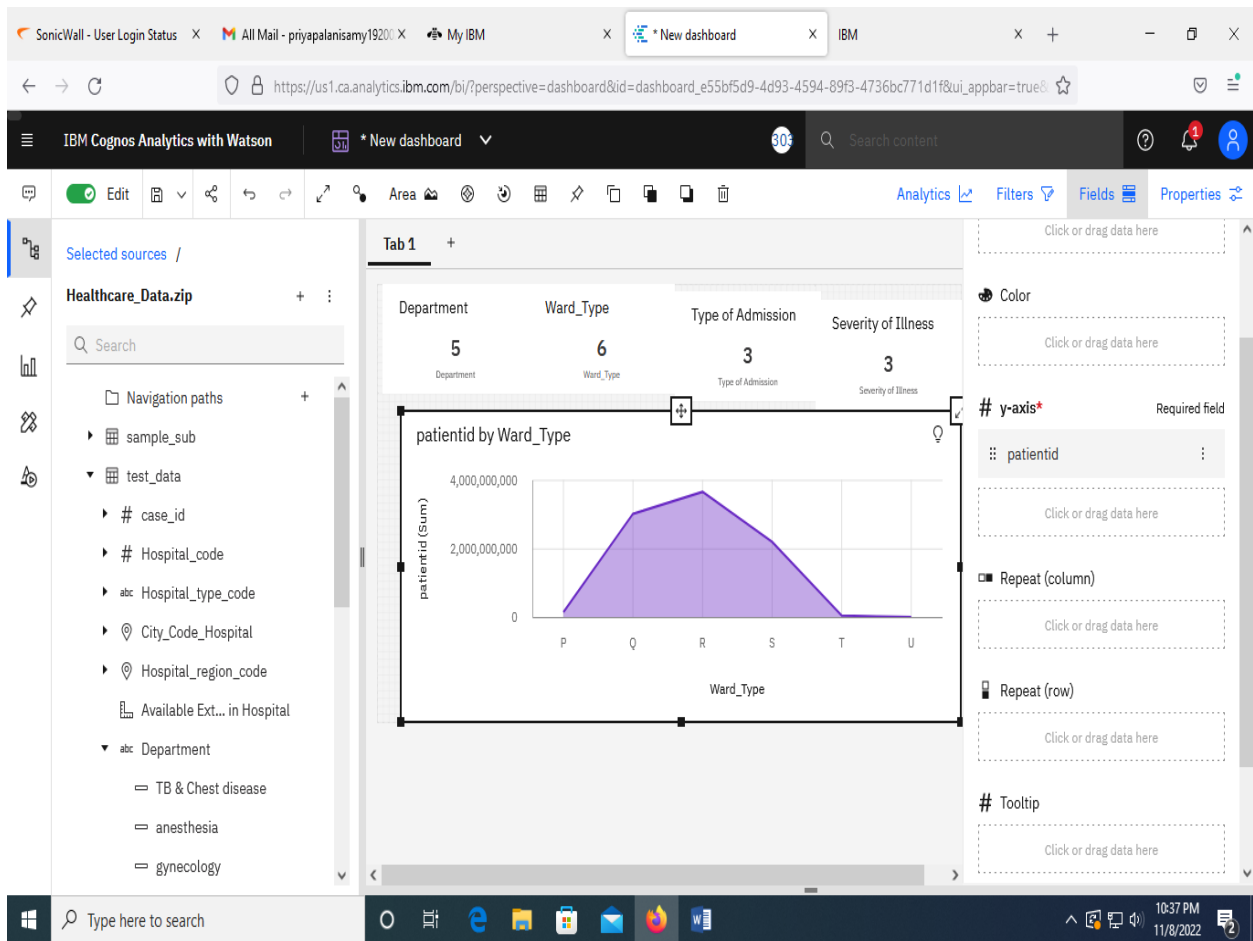 SonicWall - User Login Status
All Mail - priyapalanisamy19200
My IBM
* New dashboard
IBM
https://us1.ca.analytics.ibm.com/bi/?perspective=dashboard&id=dashboard_e55bf5d9-4d93-4594-89f3-4736bc771d1f&ui_appbar=true&
IBM Cognos Analytics with Watson
* New dashboard
303
Search content
1
Edit
Area
Analytics
Filters
Fields
Properties
Selected sources /
Healthcare_Data.zip
Search
Navigation paths
sample_sub
test_data
# case_id
# Hospital_code
abc Hospital_type_code
City_Code_Hospital
Hospital_region_code
Available Ext... in Hospital
abc Department
TB & Chest disease
anesthesia
gynecology
Tab 1
Department
5
Department
Ward_Type
6
Ward_Type
Type of Admission
3
Type of Admission
Severity of Illness
3
Severity of Illness
patientid by Ward_Type
patientid (Sum)
4,000,000,000
2,000,000,000
0
P Q R S T U
Ward_Type
Click or drag data here
Color
Click or drag data here
# y-axis* Required field
patientid
Click or drag data here
Repeat (column)
Click or drag data here
Repeat (row)
Click or drag data here
# Tooltip
Click or drag data here
Type here to search
10:37 PM
11/8/2022
2